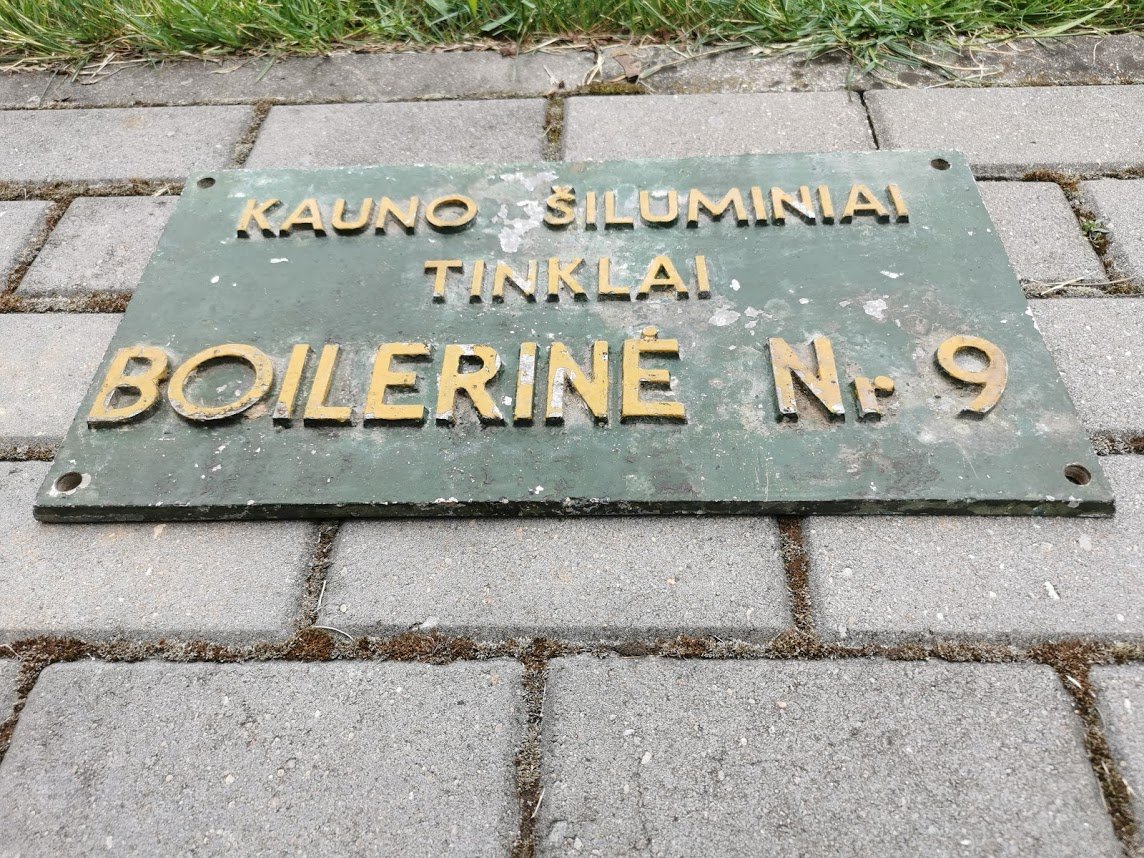 KAUNO ŠILUMINIAI
TINKLAI
BOILERINĖ Nr 9